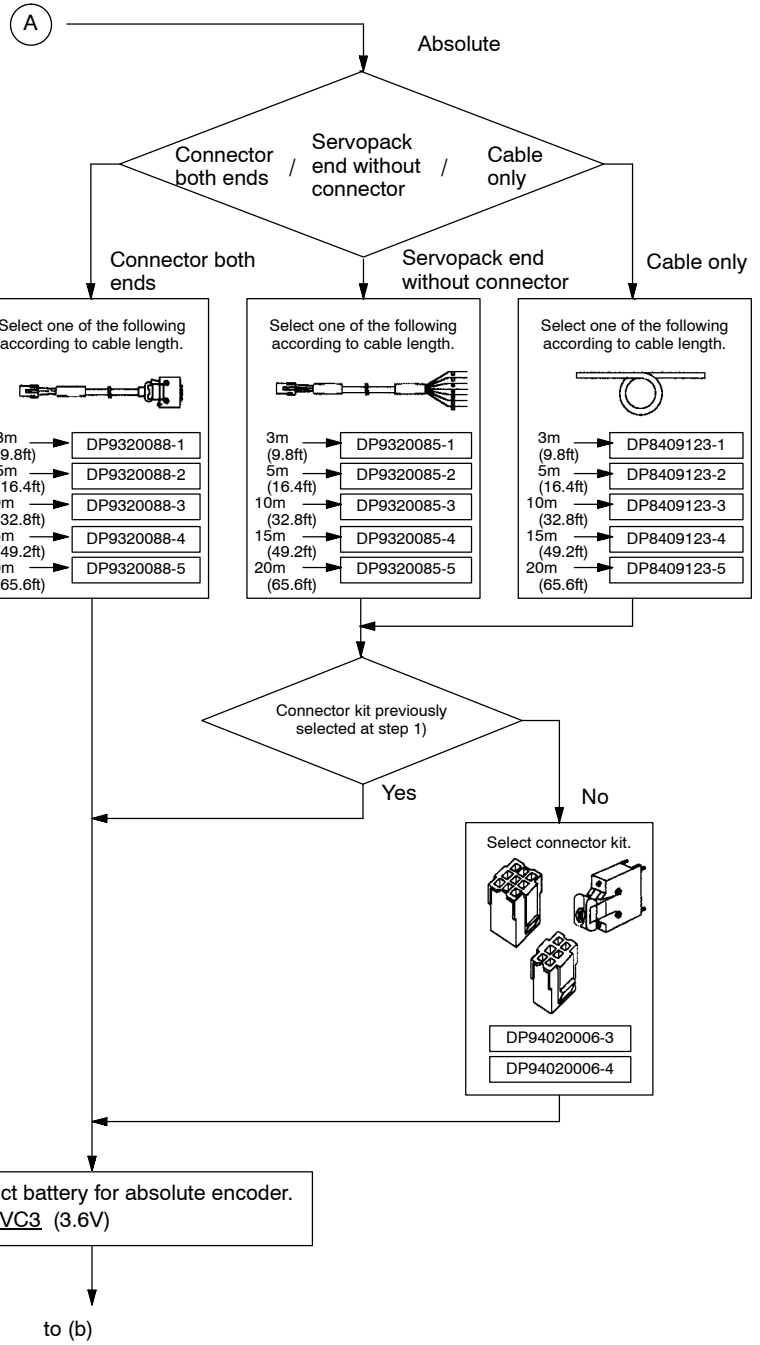 A
Absolute
Connector both ends / Servopack end without connector / Cable only
Connector both ends
Servopack end without connector
Cable only
Select one of the following
according to cable length.
DP9320088-1
DP9320088-2
(16.4ft)
DP9320088-3
(32.8ft)
DP9320088-4
(49.2ft)
DP9320088-5
(65.6ft)
Select one of the following
according to cable length.
3m DP9320085-1
(9.8ft)
5m DP9320085-2
(16.4ft)
10m DP9320085-3
(32.8ft)
15m DP9320085-4
(49.2ft)
20m DP9320085-5
(65.6ft)
Select one of the following
according to cable length.
3m DP8409123-1
(9.8ft)
5m DP8409123-2
(16.4ft)
10m DP8409123-3
(32.8ft)
15m DP8409123-4
(49.2ft)
20m DP8409123-5
(65.6ft)
Connector kit previously
selected at step 1)
Yes
No
Select connector kit.
DP94020006-3
DP94020006-4
ct battery for absolute encoder.
VC3 (3.6V)
to (b)